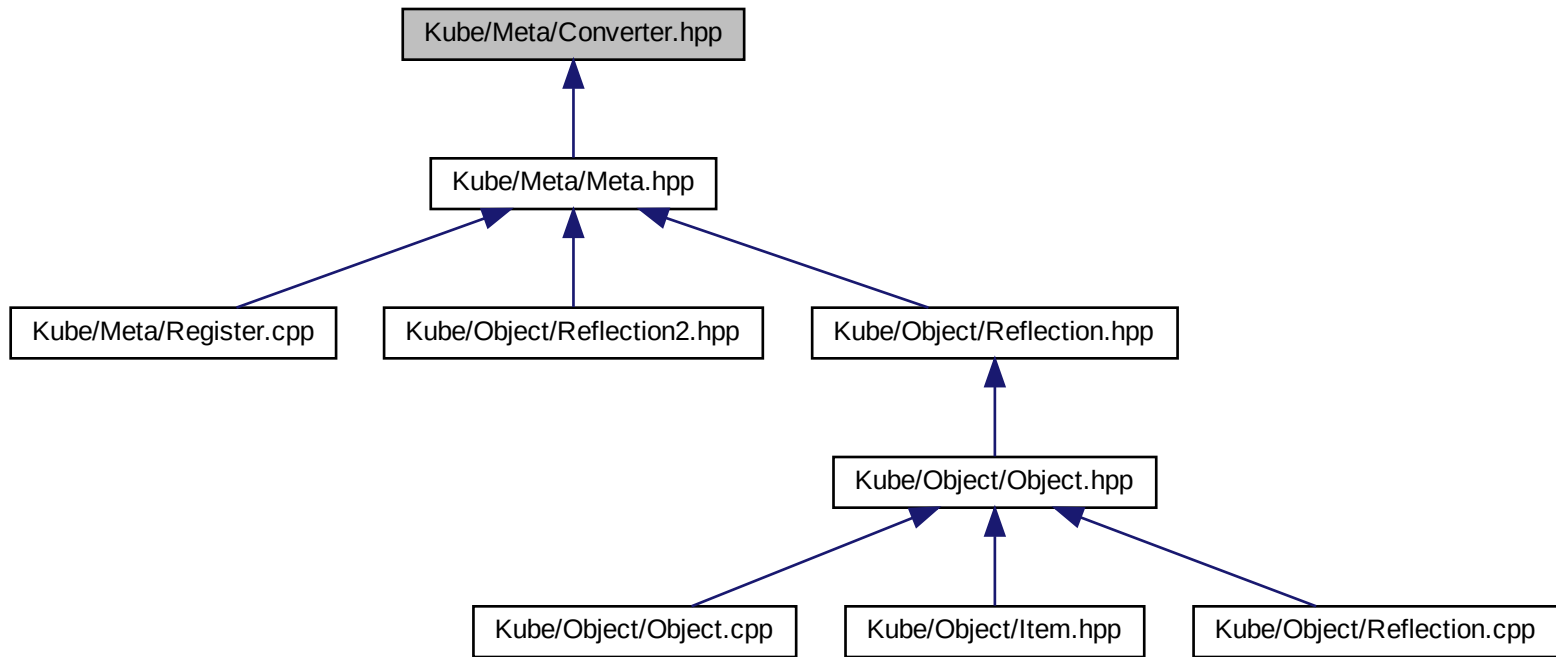 Kube/Meta/Converter.hpp
Kube/Meta/Meta.hpp
Kube/Meta/Register.cpp
Kube/Object/Reflection2.hpp
Kube/Object/Reflection.hpp
Kube/Object/Object.hpp
Kube/Object/Object.cpp
Kube/Object/Item.hpp
Kube/Object/Reflection.cpp